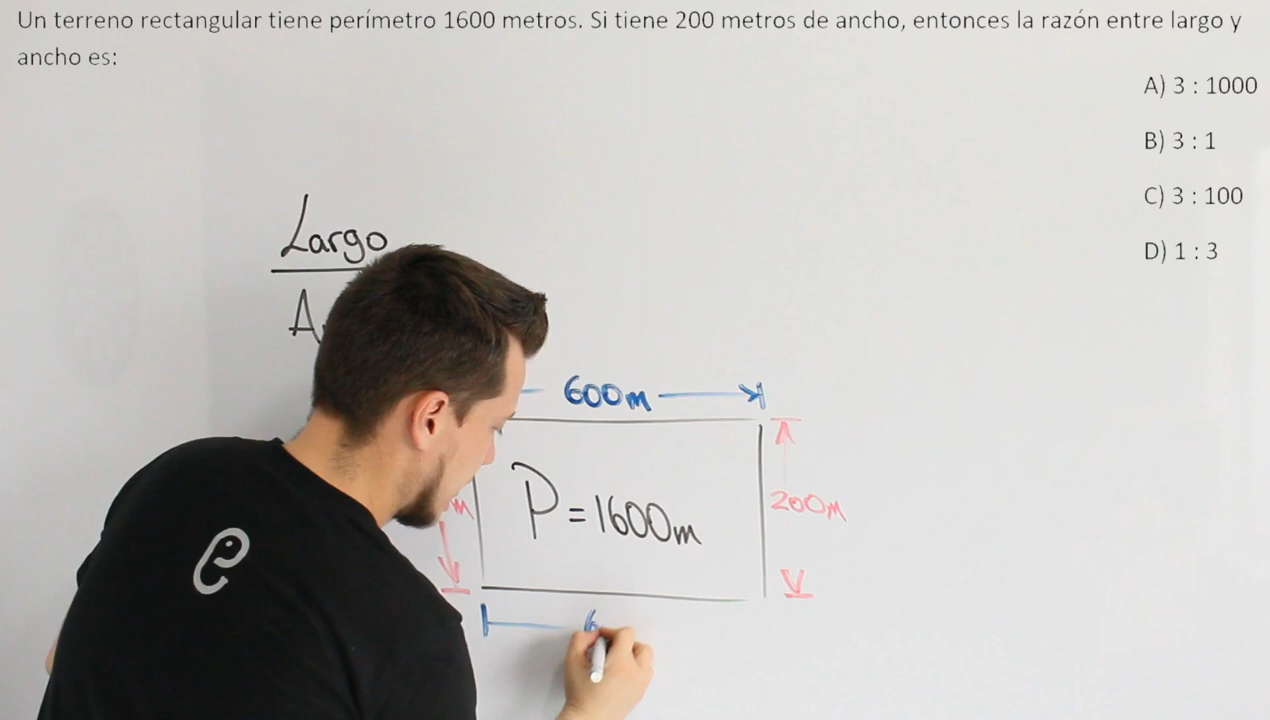 Un terreno rectangular tiene perímetro 1600 metros. Si tiene 200 metros de ancho, entonces la razón entre largo y
ancho es:
A) 3 : 1000
B) 3 : 1
C) 3 : 100
D) 1 : 3
Largo
A
600m
P=1600m
m
200m
6